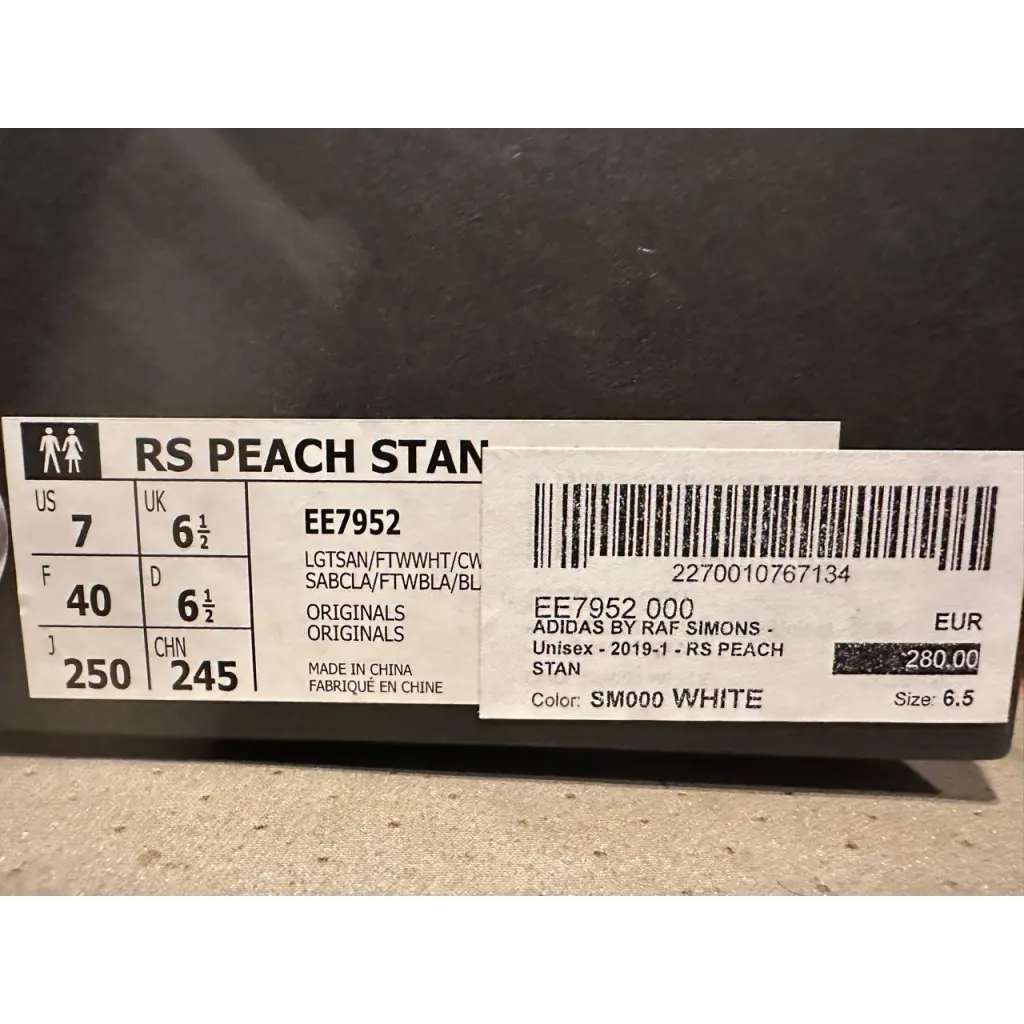 RS PEACH STAN
US 7
UK 6½
F 40
D 6½
J 250
CHN 245
EE7952
LGTSAN/FTWWHT/CW
SABCLA/FTWBLA/BL
ORIGINALS
ORIGINALS
MADE IN CHINA
FABRIQUÉ EN CHINE
2270010767134
EE7952 000
ADIDAS BY RAF SIMONS -
Unisex - 2019-1 - RS PEACH
STAN
EUR
280.00
Color: SM000 WHITE
Size: 6.5